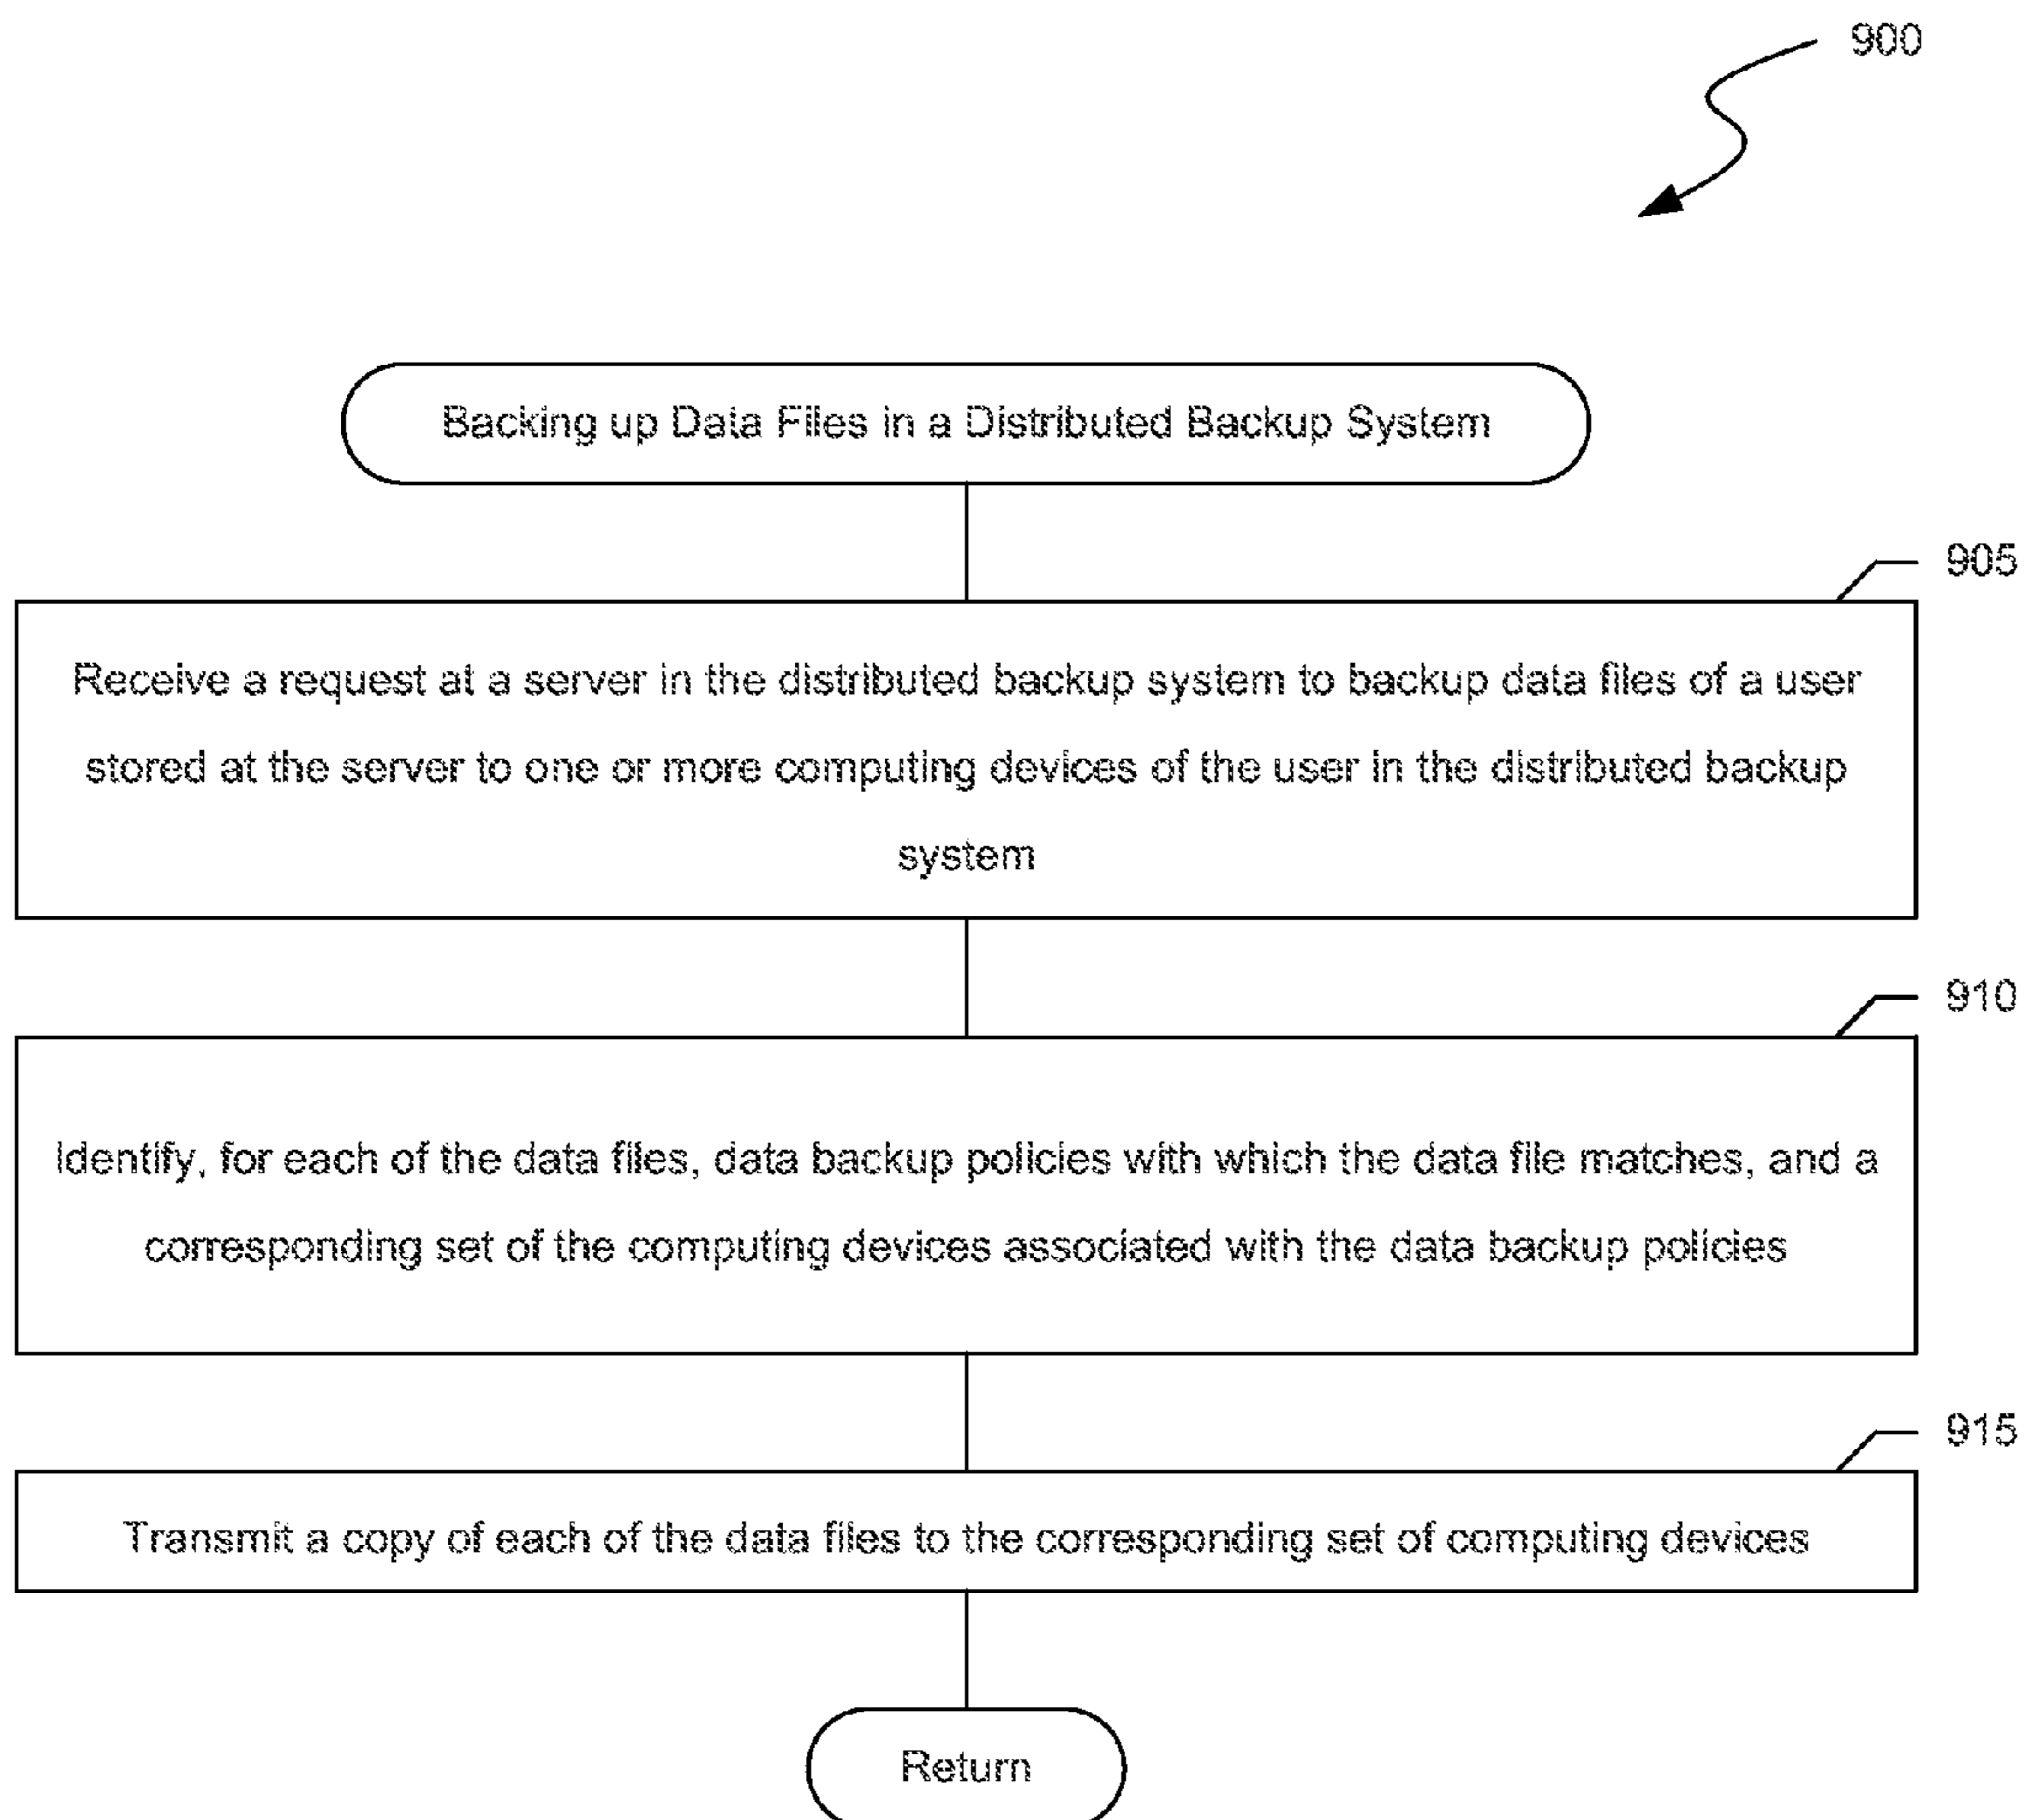 900
Backing up Data Files in a Distributed Backup System
905
Receive a request at a server in the distributed backup system to backup data files of a user
stored at the server to one or more computing devices of the user in the distributed backup
system
910
Identify, for each of the data files, data backup policies with which the data file matches, and a
corresponding set of the computing devices associated with the data backup policies
915
Transmit a copy of each of the data files to the corresponding set of computing devices
Return